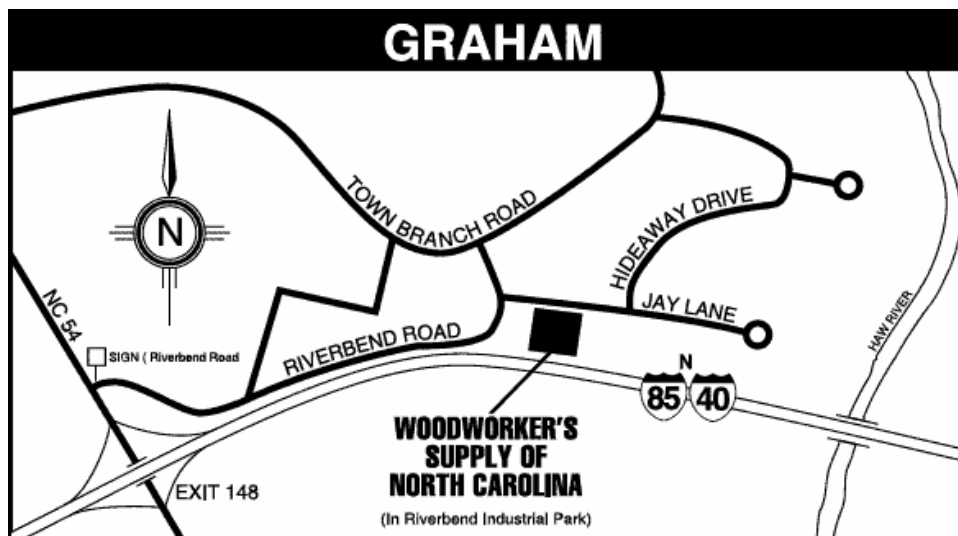 GRAHAM
N
TOWN BRANCH ROAD
HIDEAWAY DRIVE
NC 54
JAY LANE
RIVERBEND ROAD
HAW RIVER
SIGN ( Riverbend Road
N
85 40
WOODWORKER'S
SUPPLY OF
NORTH CAROLINA
EXIT 148
(In Riverbend Industrial Park)